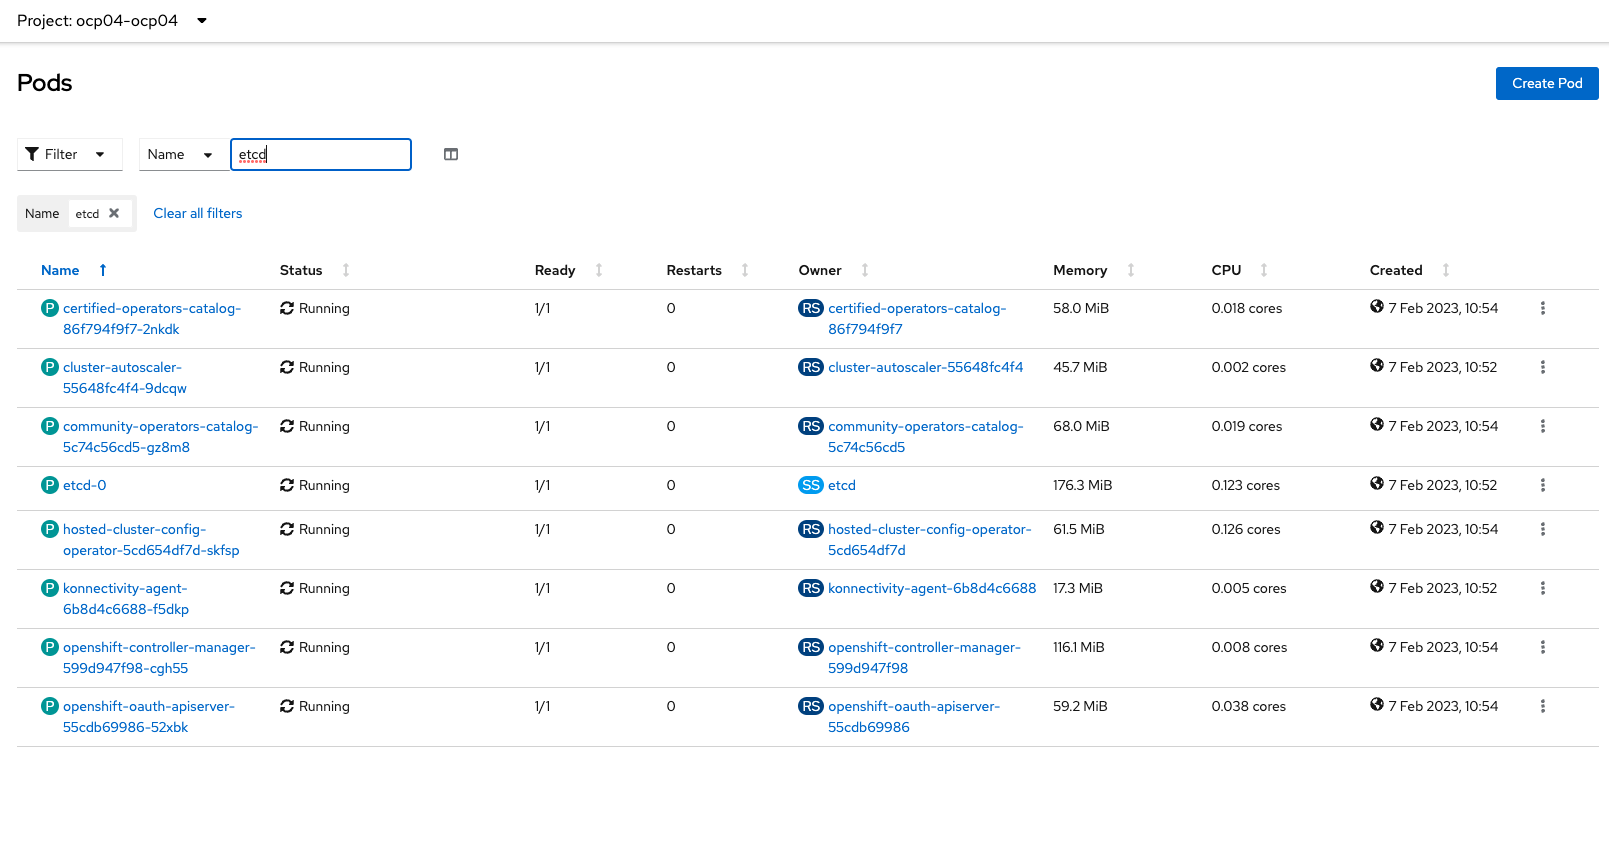 Project: ocp04-ocp04
Pods
Create Pod
Filter Name etcd
Name etcd Clear all filters
Name Status Ready Restarts Owner Memory CPU Created
P certified-operators-catalog- Running 1/1 0 RS certified-operators-catalog- 58.0 MiB 0.018 cores 7 Feb 2023, 10:54
86f794f9f7-2nkdk 86f794f9f7
P cluster-autoscaler- Running 1/1 0 RS cluster-autoscaler-55648fc4f4 45.7 MiB 0.002 cores 7 Feb 2023, 10:52
55648fc4f4-9dcqw
P community-operators-catalog- Running 1/1 0 RS community-operators-catalog- 68.0 MiB 0.019 cores 7 Feb 2023, 10:54
5c74c56cd5-gz8m8 5c74c56cd5
P etcd-0 Running 1/1 0 SS etcd 176.3 MiB 0.123 cores 7 Feb 2023, 10:52
P hosted-cluster-config- Running 1/1 0 RS hosted-cluster-config-operator- 61.5 MiB 0.126 cores 7 Feb 2023, 10:54
operator-5cd654df7d-skfsp 5cd654df7d
P konnectivity-agent- Running 1/1 0 RS konnectivity-agent-6b8d4c6688 17.3 MiB 0.005 cores 7 Feb 2023, 10:52
6b8d4c6688-f5dkp
P openshift-controller-manager- Running 1/1 0 RS openshift-controller-manager- 116.1 MiB 0.008 cores 7 Feb 2023, 10:54
599d947f98-cgh55 599d947f98
P openshift-oauth-apiserver- Running 1/1 0 RS openshift-oauth-apiserver- 59.2 MiB 0.038 cores 7 Feb 2023, 10:54
55cdb69986-52xbk 55cdb69986